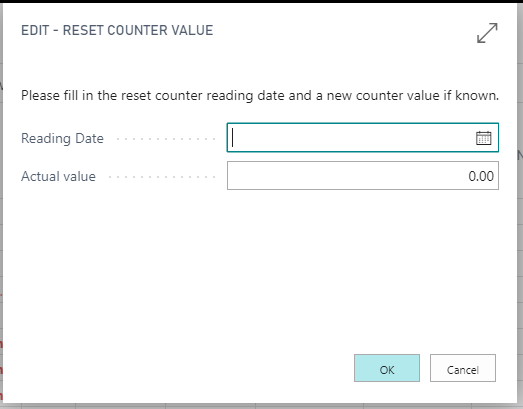 EDIT - RESET COUNTER VALUE
Please fill in the reset counter reading date and a new counter value if known.
Reading Date
Actual value 0.00
OK Cancel